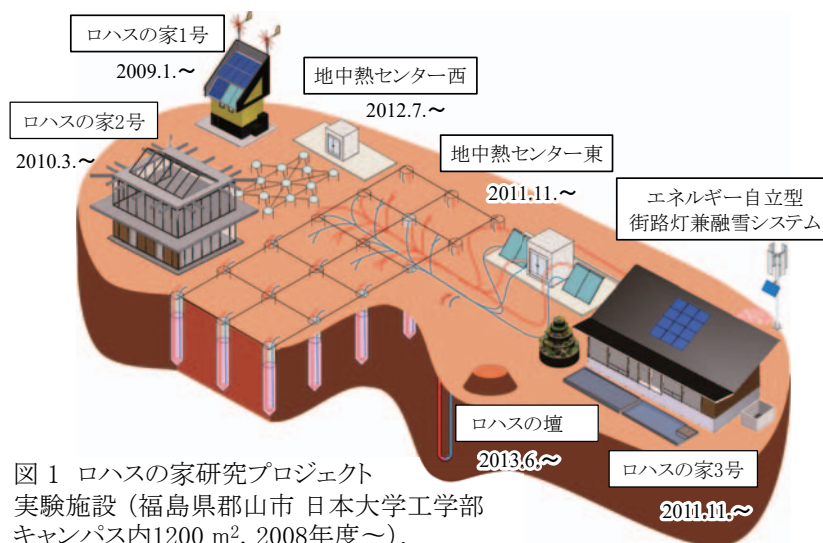 ロハスの家1号
2009.1.～
地中熱センター西
2012.7.～
ロハスの家2号
2010.3.～
地中熱センター東
2011.11.～
エネルギー自立型
街路灯兼融雪システム
ロハスの壇
2013.6.～
ロハスの家3号
2011.11.～
図 1 ロハスの家研究プロジェクト
実験施設（福島県郡山市 日本大学工学部
キャンパス内1200 m², 2008年度～）.